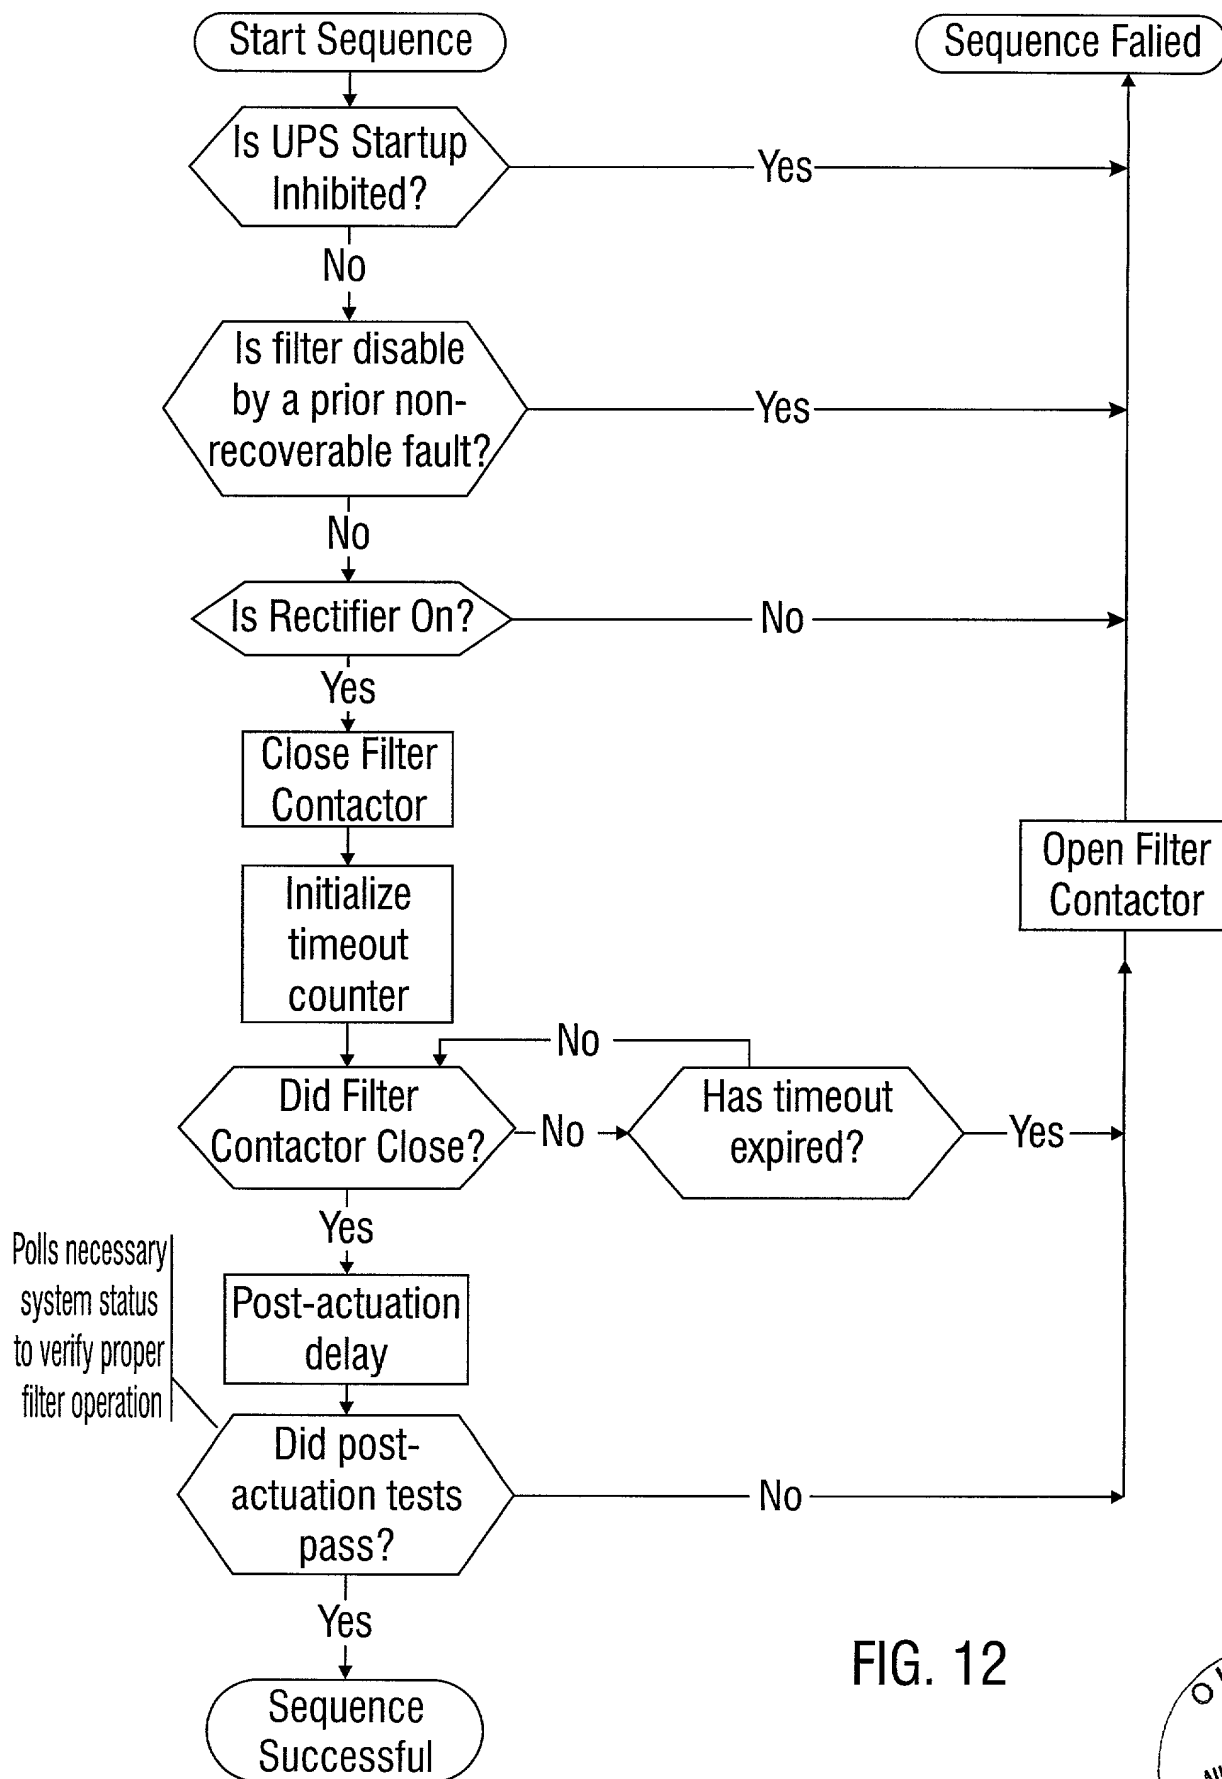 Start Sequence
Sequence Falied
Is UPS Startup
Inhibited?
Yes
No
Is filter disable
by a prior non-
recoverable fault?
Yes
No
Is Rectifier On?
No
Yes
Close Filter
Contactor
Open Filter
Contactor
Initialize
timeout
counter
No
Did Filter
Contactor Close?
No
Has timeout
expired?
Yes
Yes
Polls necessary
system status
to verify proper
filter operation
Post-actuation
delay
Did post-
actuation tests
pass?
No
Yes
FIG. 12
Sequence
Successful